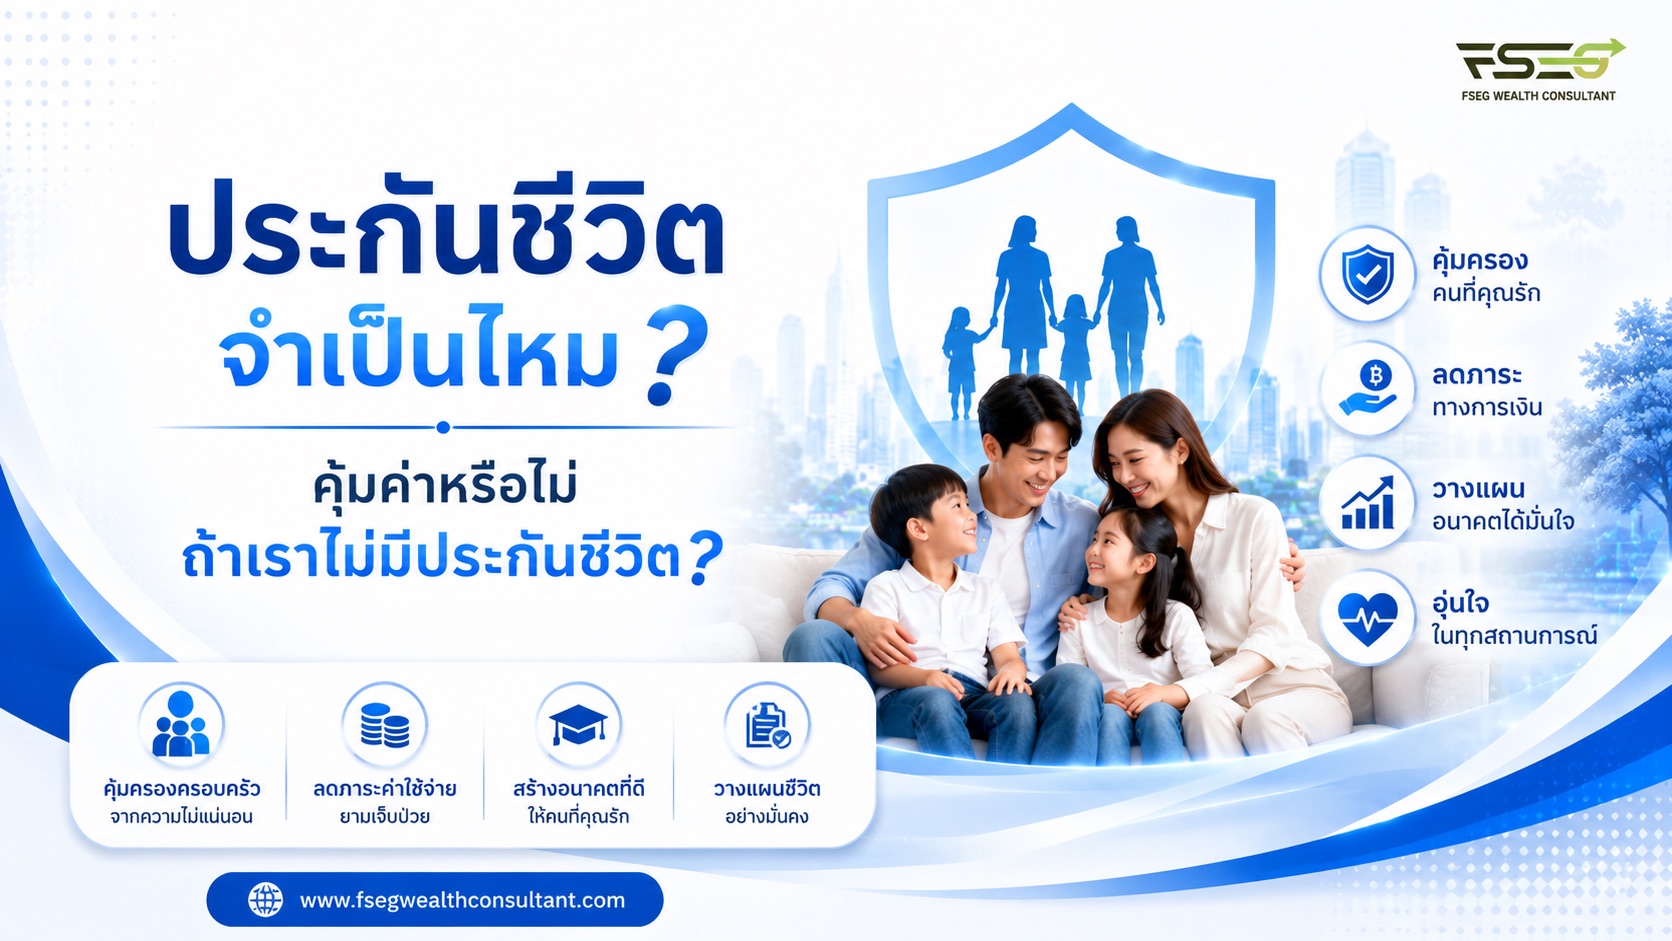 FSEG
FSEG WEALTH CONSULTANT
ประกันชีวิต
จำเป็นไหม?
คุ้มค่าหรือไม่
ถ้าเราไม่มีประกันชีวิต?
คุ้มครอง
คนที่คุณรัก
ลดภาระ
ทางการเงิน
วางแผน
อนาคตได้มั่นใจ
อุ่นใจ
ในทุกสถานการณ์
คุ้มครองครอบครัว
จากความไม่แน่นอน
ลดภาระค่าใช้จ่าย
ยามเจ็บป่วย
สร้างอนาคตที่ดี
ให้คนที่คุณรัก
วางแผนชีวิต
อย่างมั่นคง
www.fsegwealthconsultant.com